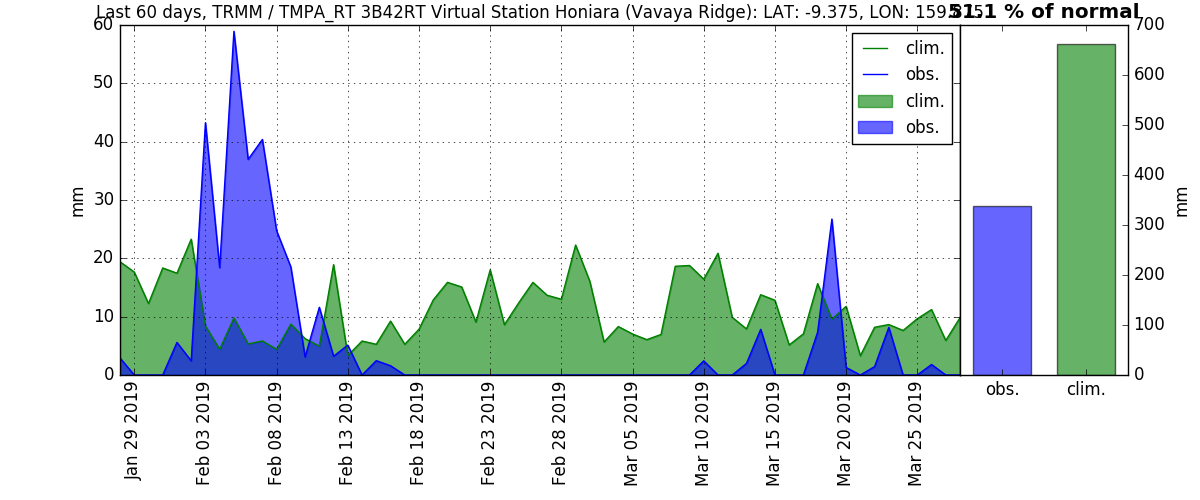 Last 60 days, TRMM / TMPA_RT 3B42RT Virtual Station Honiara (Vavaya Ridge): LAT: -9.375, LON:
51.1 % of normal
60
50
40
30
20
10
0
mm
clim.
obs.
clim.
obs.
Jan 29 2019
Feb 03 2019
Feb 08 2019
Feb 13 2019
Feb 18 2019
Feb 23 2019
Feb 28 2019
Mar 05 2019
Mar 10 2019
Mar 15 2019
Mar 20 2019
Mar 25 2019
700
600
500
400
300
200
100
0
mm
obs.
clim.